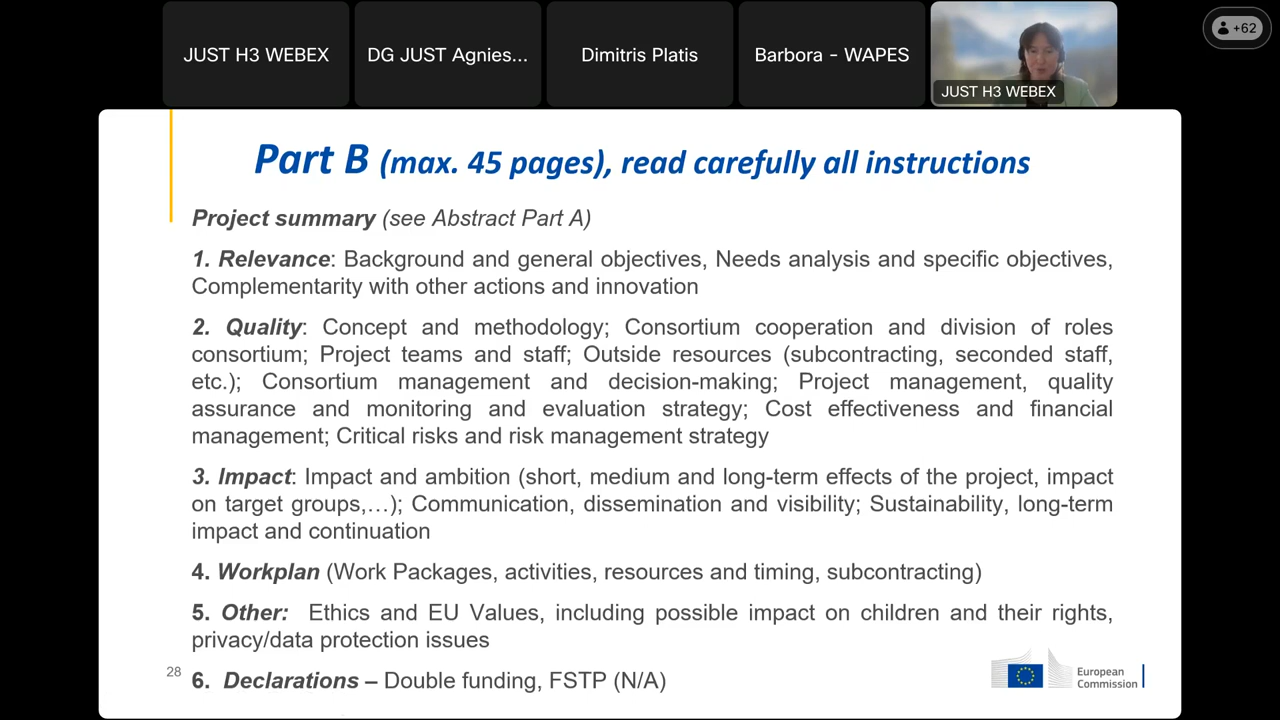 JUST H3 WEBEX
DG JUST Agnies...
Dimitris Platis
Barbora - WAPES
JUST H3 WEBEX
+62
Part B (max. 45 pages), read carefully all instructions
Project summary (see Abstract Part A)
1. Relevance: Background and general objectives, Needs analysis and specific objectives,
Complementarity with other actions and innovation
2. Quality: Concept and methodology; Consortium cooperation and division of roles
consortium; Project teams and staff; Outside resources (subcontracting, seconded staff,
etc.); Consortium management and decision-making; Project management, quality
assurance and monitoring and evaluation strategy; Cost effectiveness and financial
management; Critical risks and risk management strategy
3. Impact: Impact and ambition (short, medium and long-term effects of the project, impact
on target groups,…); Communication, dissemination and visibility; Sustainability, long-term
impact and continuation
4. Workplan (Work Packages, activities, resources and timing, subcontracting)
5. Other: Ethics and EU Values, including possible impact on children and their rights,
privacy/data protection issues
6. Declarations – Double funding, FSTP (N/A)
28
European
Commission